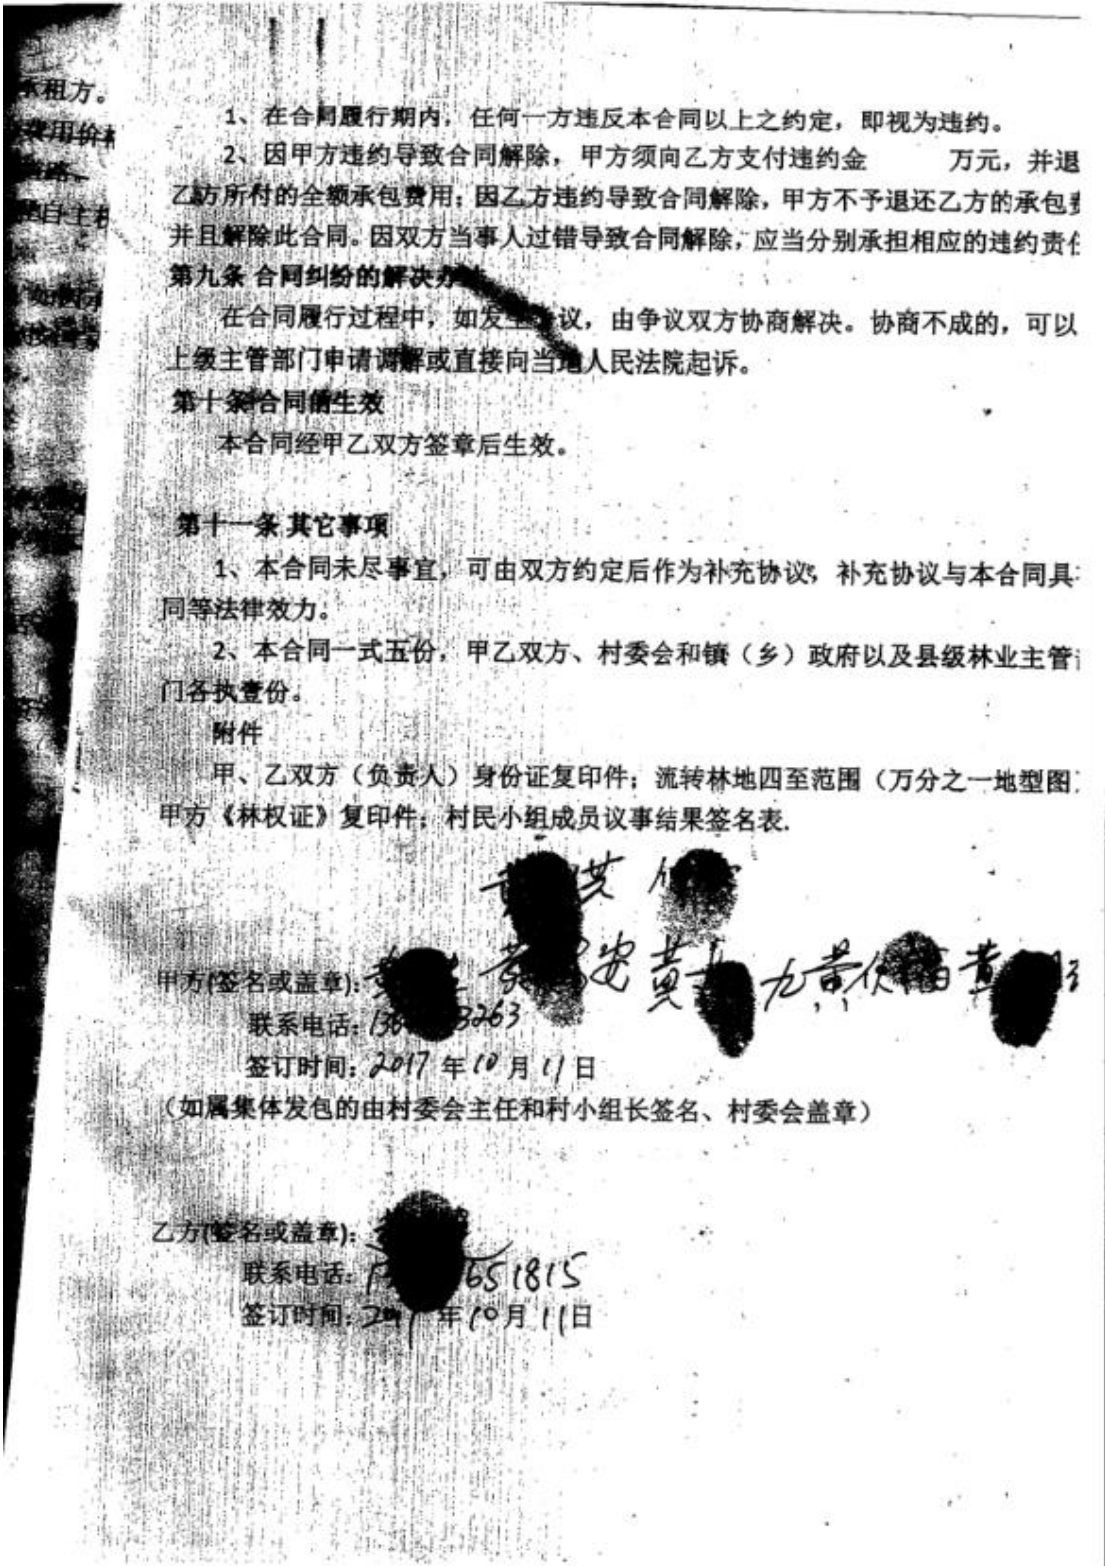 承租方。
1、在合同履行期内，任何一方违反本合同以上之约定，即视为违约。
2、因甲方违约导致合同解除，甲方须向乙方支付违约金 万元，并退
乙方所付的全额承包费用；因乙方违约导致合同解除，甲方不予退还乙方的承包费
并且解除此合同。因双方当事人过错导致合同解除，应当分别承担相应的违约责任
第九条 合同纠纷的解决办
在合同履行过程中，如发 议，由争议双方协商解决。协商不成的，可以
上级主管部门申请调解或直接向当地人民法院起诉。
第十条 合同的生效
本合同经甲乙双方签章后生效。
第十一条 其它事项
1、本合同未尽事宜，可由双方约定后作为补充协议，补充协议与本合同具
同等法律效力。
2、本合同一式五份，甲乙双方、村委会和镇（乡）政府以及县级林业主管
门各执壹份。
附件
甲、乙双方（负责人）身份证复印件；流转林地四至范围（万分之一地型图
甲方《林权证》复印件；村民小组成员议事结果签名表.
甲方(签名或盖章):
联系电话: 3263
签订时间: 2017 年 10 月 11 日
（如属集体发包的由村委会主任和村小组长签名、村委会盖章）
乙方(签名或盖章):
联系电话: 651815
签订时间: 年 10 月 11 日